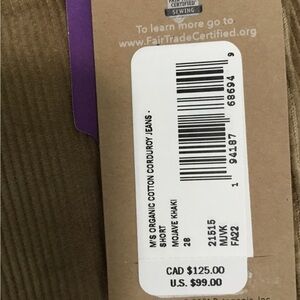 CERTIFIED
SEWING
To learn more go to
www.FairTradeCertified.org
M'S ORGANIC COTTON CORDUROY JEANS -
SHORT
MOJAVE KHAKI
28
21515
MJVK
FA22
1 94187 68694 9
CAD $125.00
U.S. $99.00